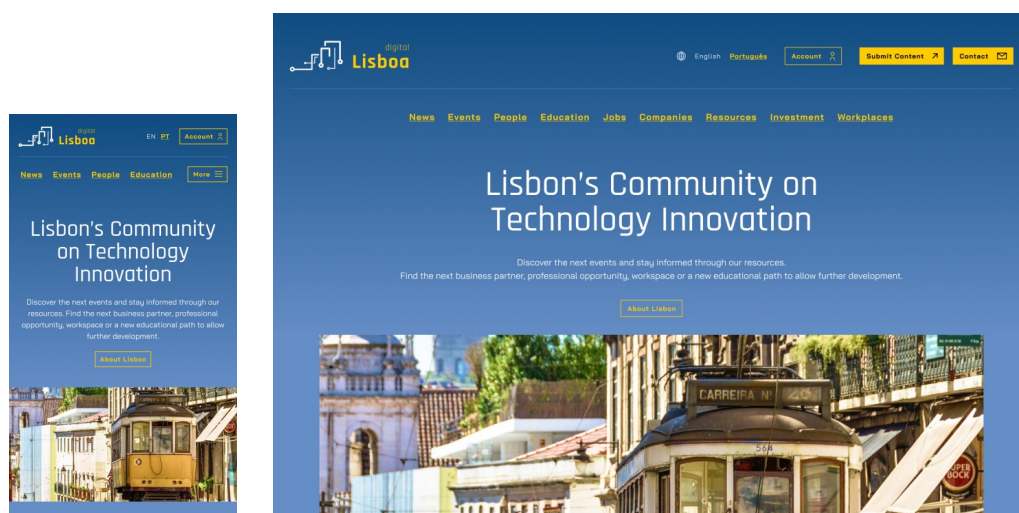 digital
Lisboa
EN PT Account
News Events People Education More
Lisbon's Community
on Technology
Innovation
Discover the next events and stay informed through our
resources. Find the next business partner, professional
opportunity, workspace or a new educational path to allow
further development.
About Lisbon
digital
Lisboa
English Português Account Submit Content Contact
News Events People Education Jobs Companies Resources Investment Workplaces
Lisbon's Community on
Technology Innovation
Discover the next events and stay informed through our resources.
Find the next business partner, professional opportunity, workspace or a new educational path to allow further development.
About Lisbon
CARREIRA Nº
564
SUPER
BOCK